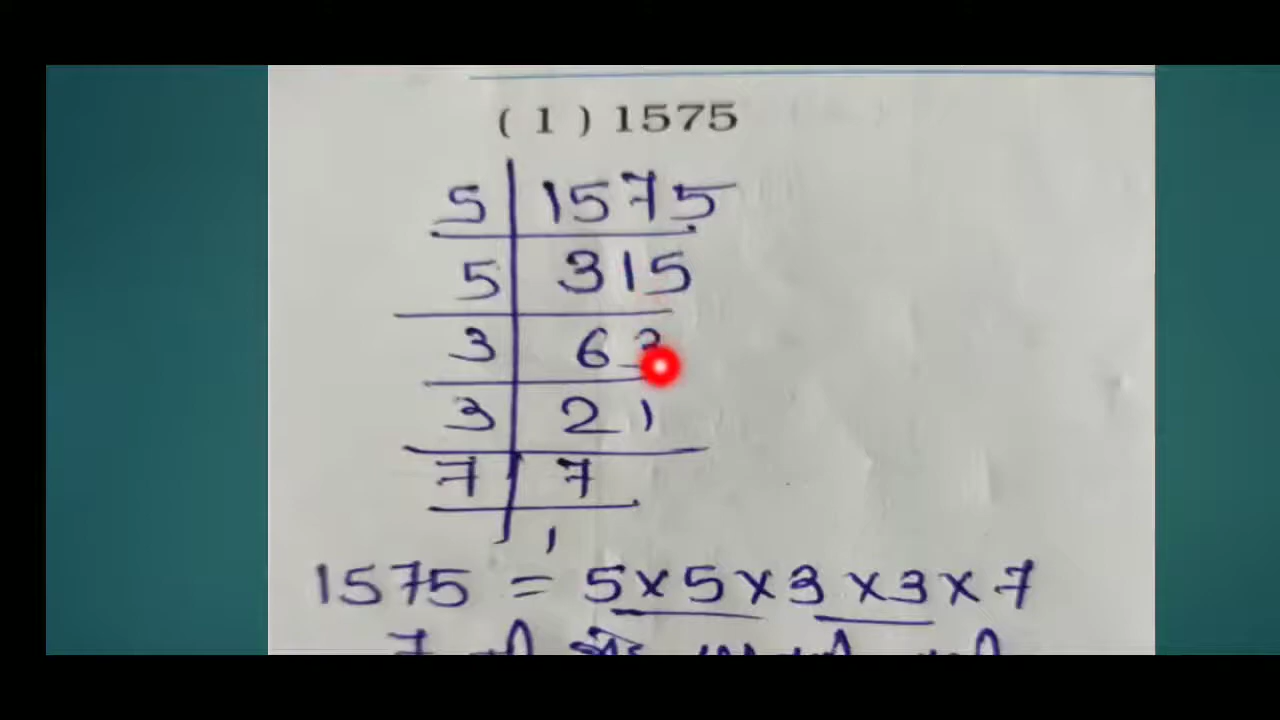 ( 1 ) 1575
5 | 1575
5 | 315
3 | 63
3 | 21
7 | 7
1
1575 = 5 × 5 × 3 × 3 × 7
7